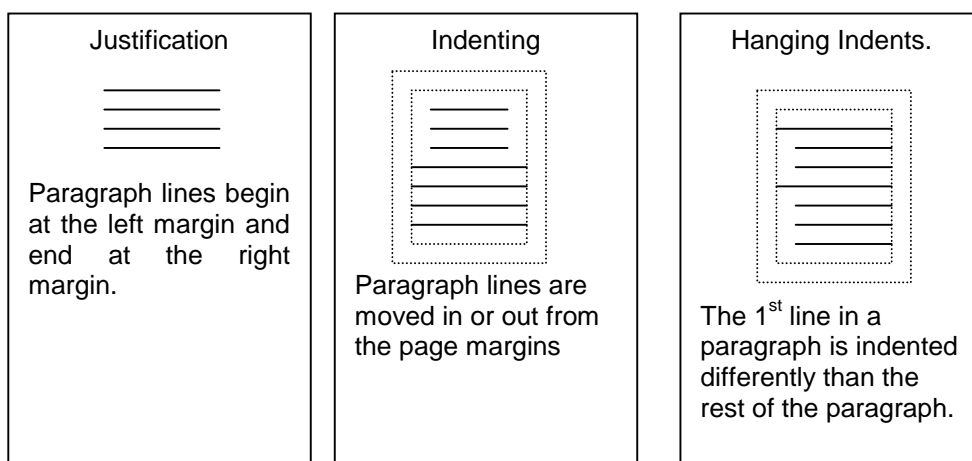 Justification
Paragraph lines begin
at the left margin and
end at the right
margin.
Indenting
Paragraph lines are
moved in or out from
the page margins
Hanging Indents.
The 1st line in a
paragraph is indented
differently than the
rest of the paragraph.